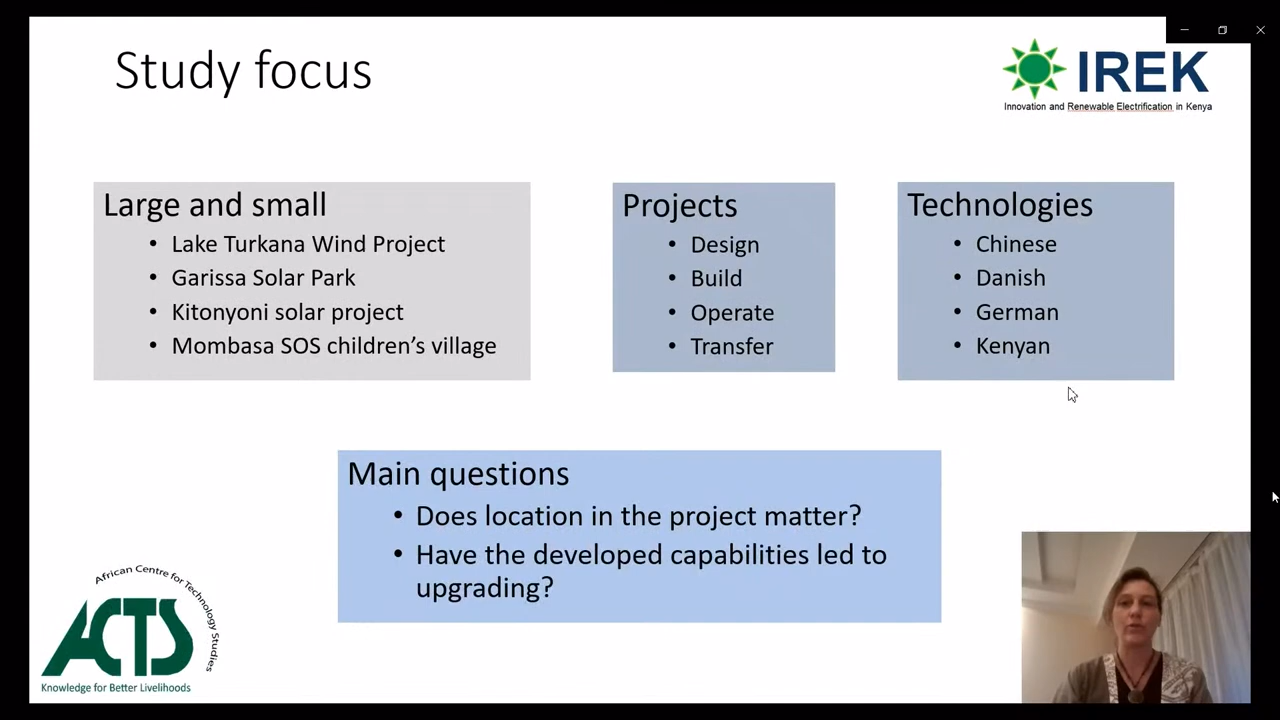 Study focus
IREK
Innovation and Renewable Electrification in Kenya
Large and small
• Lake Turkana Wind Project
• Garissa Solar Park
• Kitonyoni solar project
• Mombasa SOS children’s village
Projects
• Design
• Build
• Operate
• Transfer
Technologies
• Chinese
• Danish
• German
• Kenyan
Main questions
• Does location in the project matter?
• Have the developed capabilities led to
upgrading?
African Centre for Technology Studies
ACTS
Knowledge for Better Livelihoods